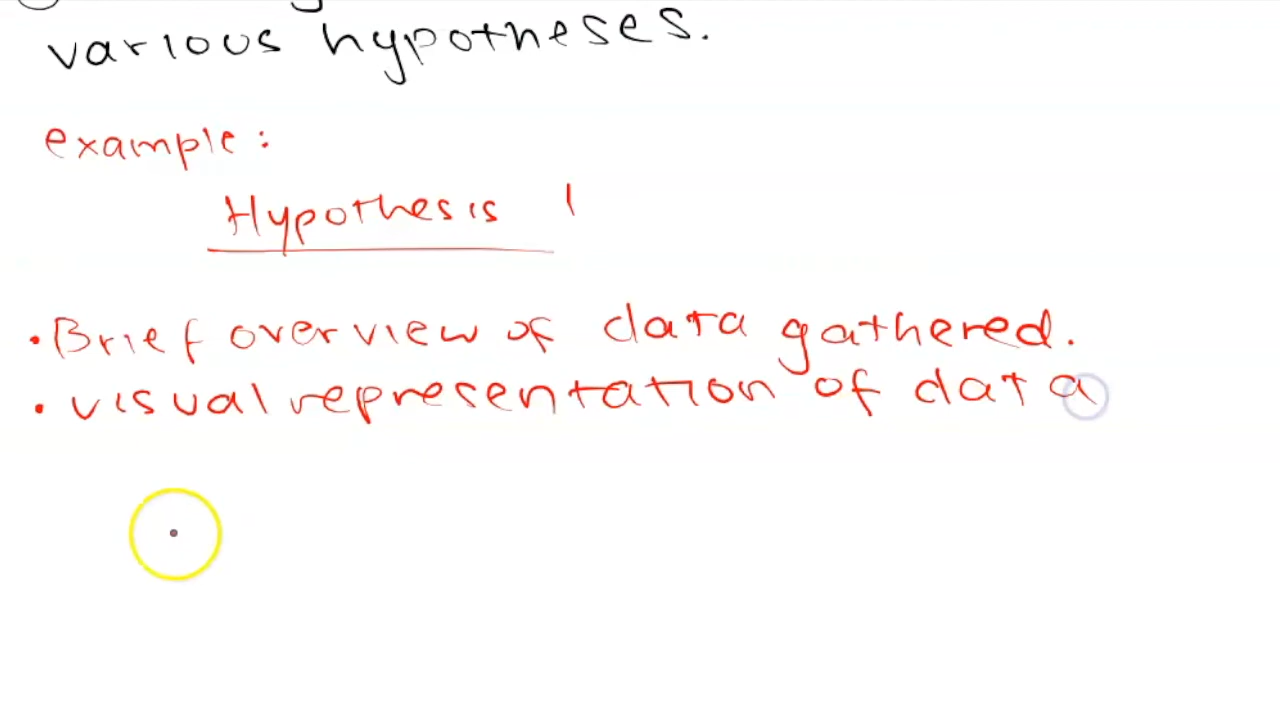 various hypotheses.
example:
Hypothesis 1
• Brief overview of data gathered.
• visual representation of data